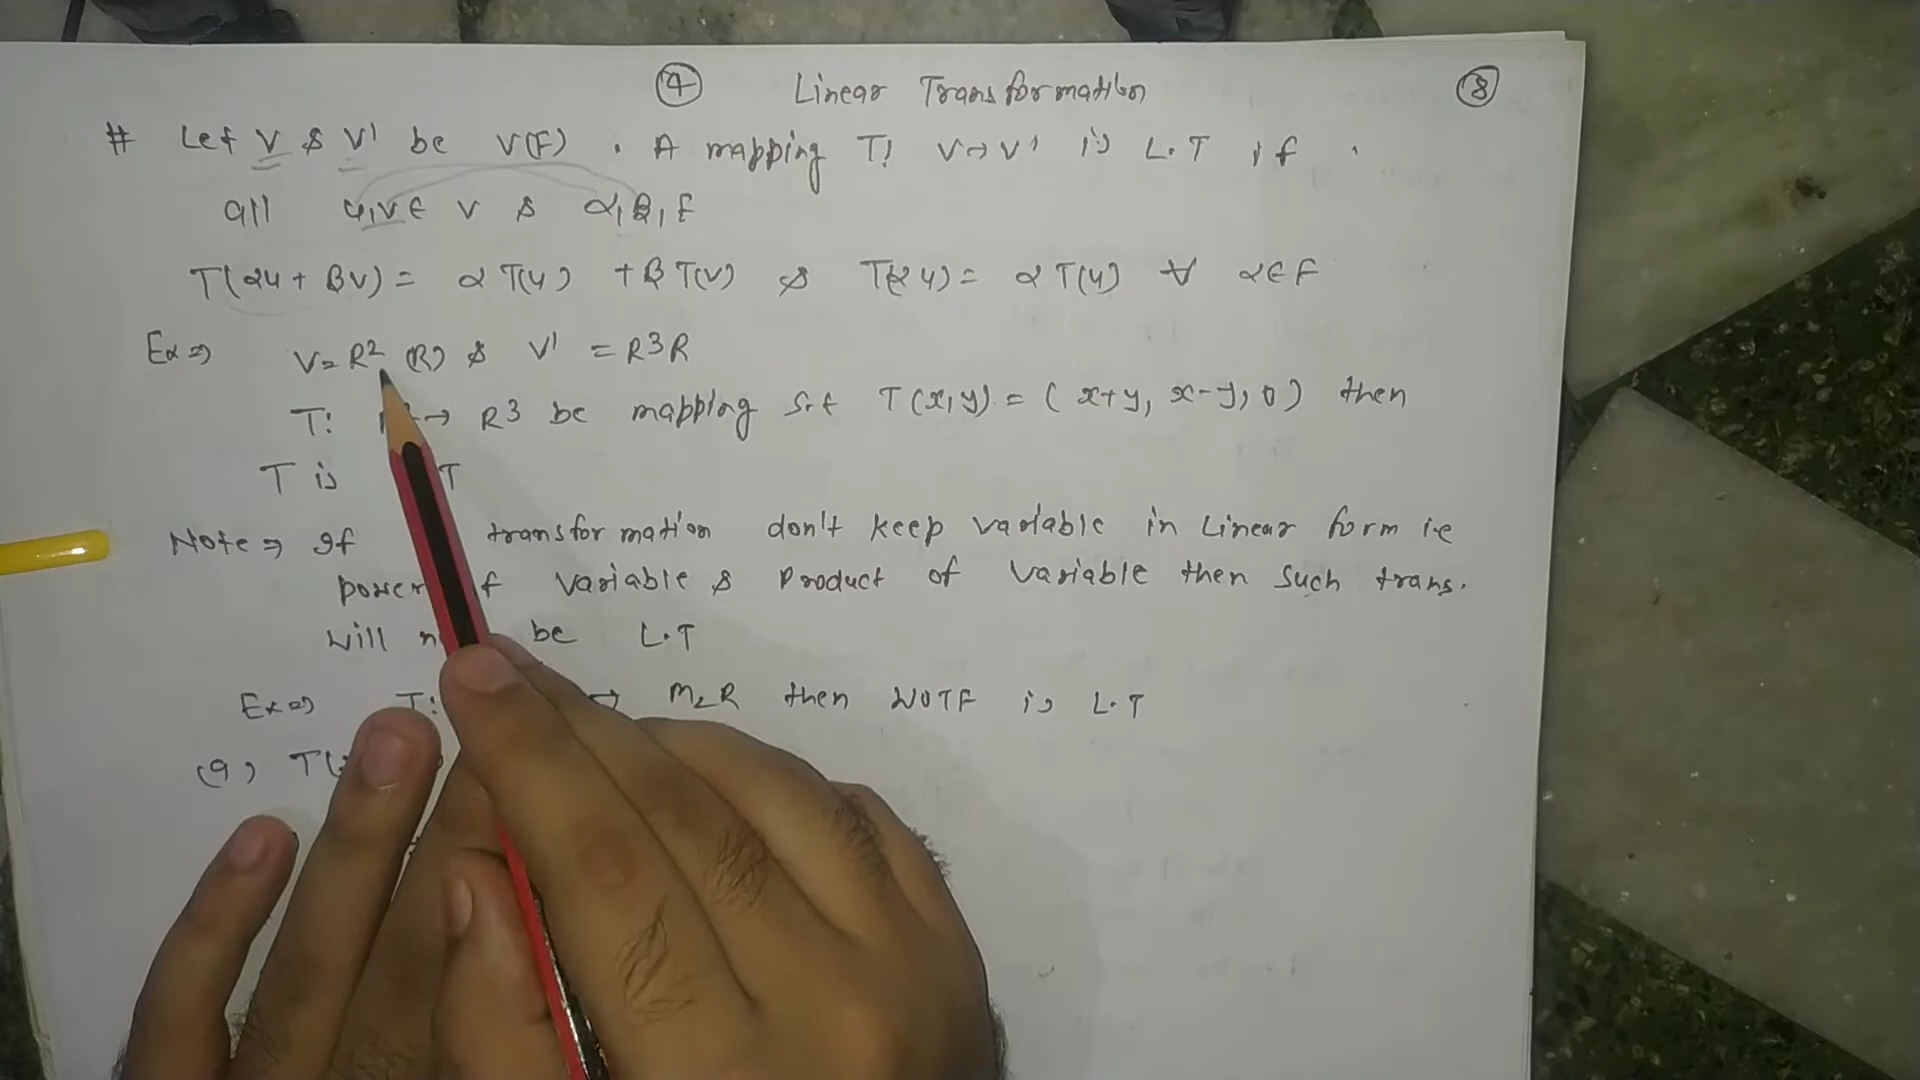 ④ Linear Transformation ⑧
# Let V & V' be V(F) . A mapping T: V→V' is L.T if
all u,v ∈ V & α,β, F
T(αu + βv) = α T(u) + β T(v) & T(αu) = α T(u) ∀ α∈F
Ex⇒ V= R² (R) & V' = R³R
T: → R³ be mapping s.t T(x,y) = (x+y, x-y, 0) then
T is T
Note⇒ If transformation don't keep variable in Linear form ie
power variable & Product of Variable then such trans.
will be L.T
Ex⇒ T: → M₂R then WOTF is L.T
(a) T(